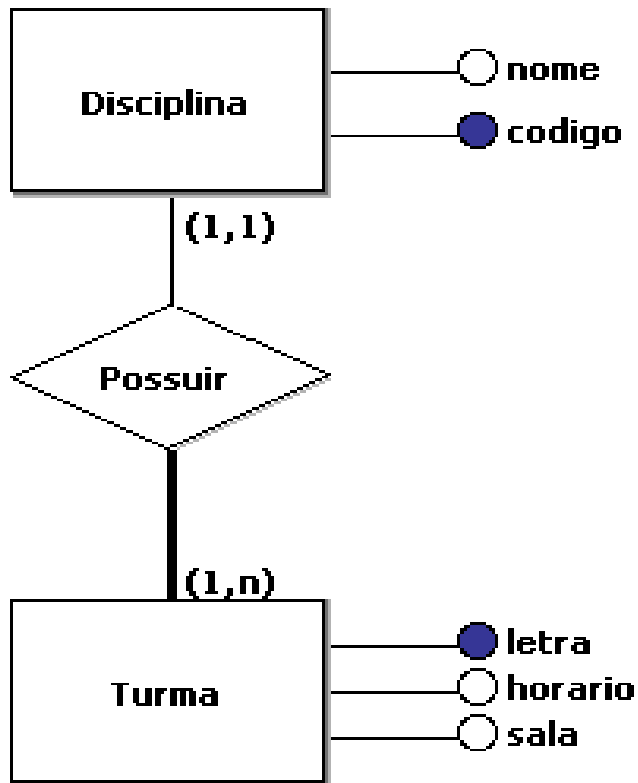 nome
Disciplina
codigo
(1,1)
Possuir
(1,n)
letra
horario
Turma
sala